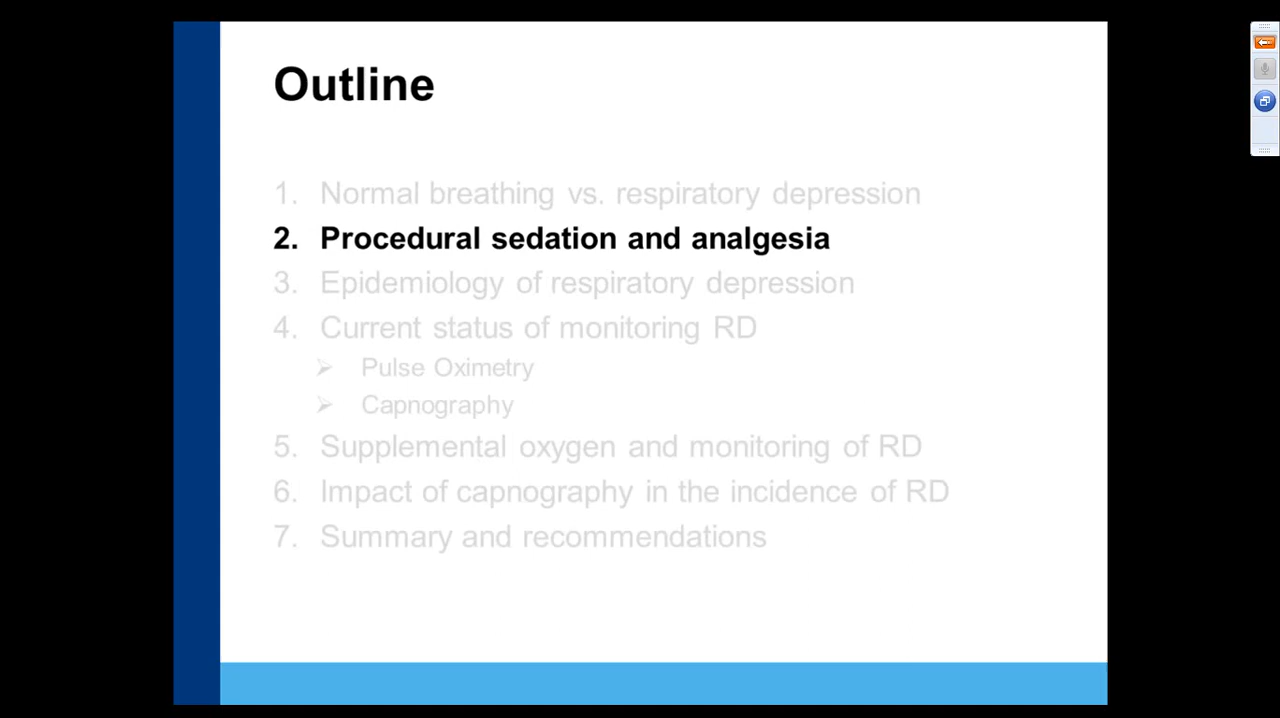 Outline
1. Normal breathing vs. respiratory depression
2. Procedural sedation and analgesia
3. Epidemiology of respiratory depression
4. Current status of monitoring RD
➢ Pulse Oximetry
➢ Capnography
5. Supplemental oxygen and monitoring of RD
6. Impact of capnography in the incidence of RD
7. Summary and recommendations